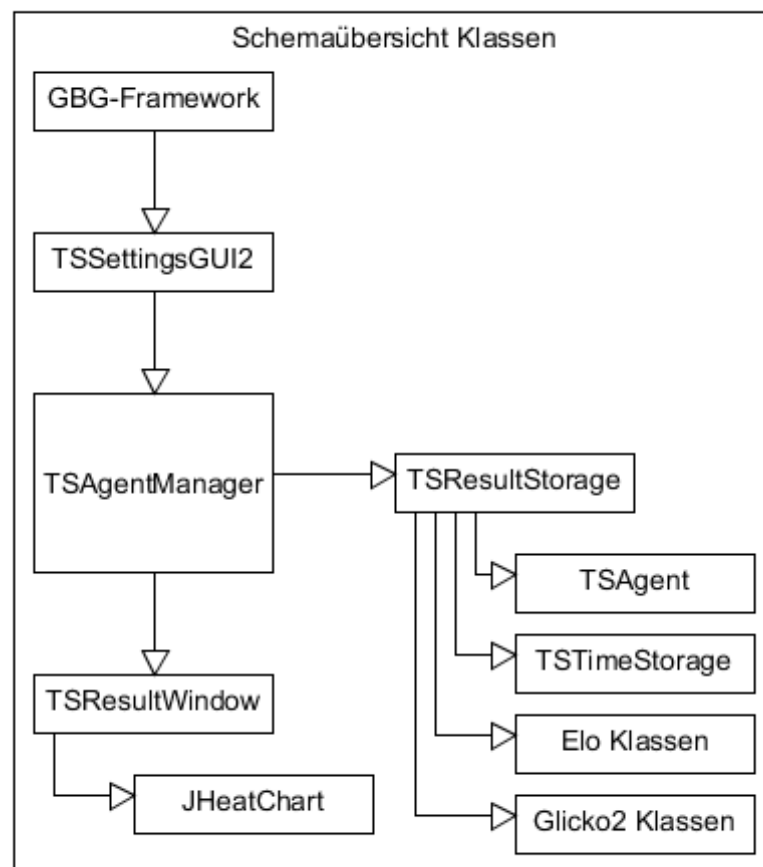 Schemaübersicht Klassen
GBG-Framework
TSSettingsGUI2
TSAgentManager
TSResultStorage
TSAgent
TSTimeStorage
TSResultWindow
Elo Klassen
JHeatChart
Glicko2 Klassen